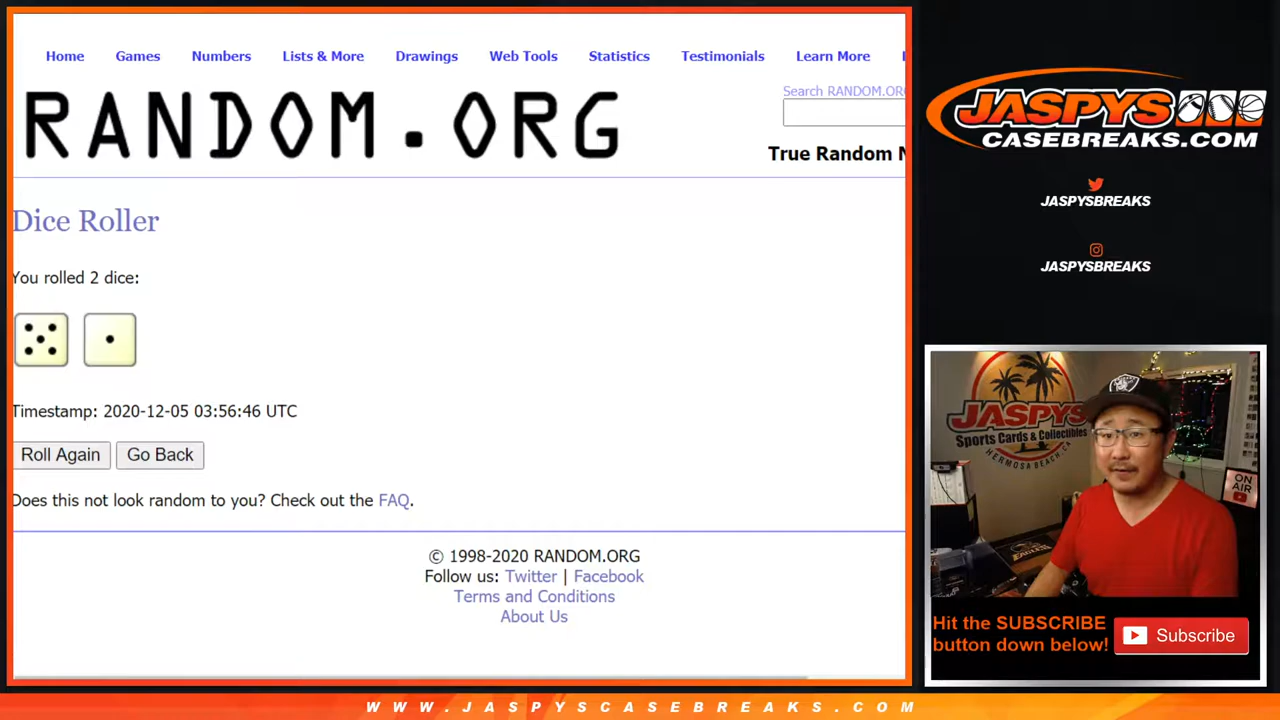 Home Games Numbers Lists & More Drawings Web Tools Statistics Testimonials Learn More
RANDOM.ORG
Search RANDOM.OR
True Random
Dice Roller
You rolled 2 dice:
Timestamp: 2020-12-05 03:56:46 UTC
Roll Again Go Back
Does this not look random to you? Check out the FAQ.
© 1998-2020 RANDOM.ORG
Follow us: Twitter | Facebook
Terms and Conditions
About Us
JASPYS
CASEBREAKS.COM
JASPYSBREAKS
JASPYSBREAKS
JASPYS
Sports Cards & Collectibles
HERMOSA BEACH, CA
ON
AIR
EAGLES
Hit the SUBSCRIBE
button down below!
Subscribe
WWW.JASPYSCASEBREAKS.COM